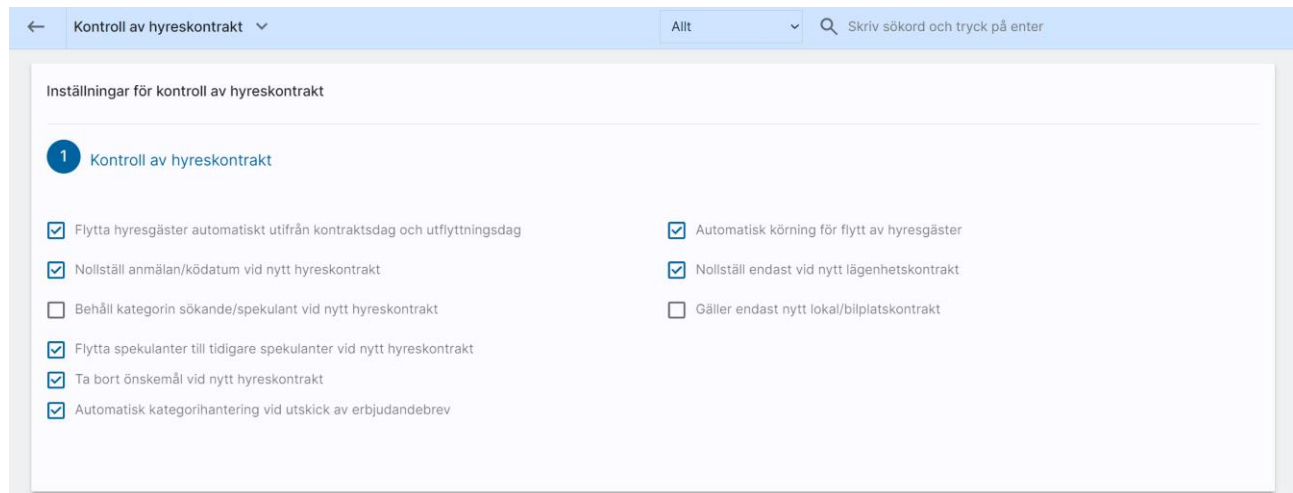 Kontroll av hyreskontrakt
Allt
Skriv sökord och tryck på enter
Inställningar för kontroll av hyreskontrakt
1 Kontroll av hyreskontrakt
Flytta hyresgäster automatiskt utifrån kontraktsdag och utflyttningsdag
Automatisk körning för flytt av hyresgäster
Nollställ anmälan/ködatum vid nytt hyreskontrakt
Nollställ endast vid nytt lägenhetskontrakt
Behåll kategorin sökande/spekulant vid nytt hyreskontrakt
Gäller endast nytt lokal/bilplatskontrakt
Flytta spekulanter till tidigare spekulanter vid nytt hyreskontrakt
Ta bort önskemål vid nytt hyreskontrakt
Automatisk kategorihantering vid utskick av erbjudandebrev